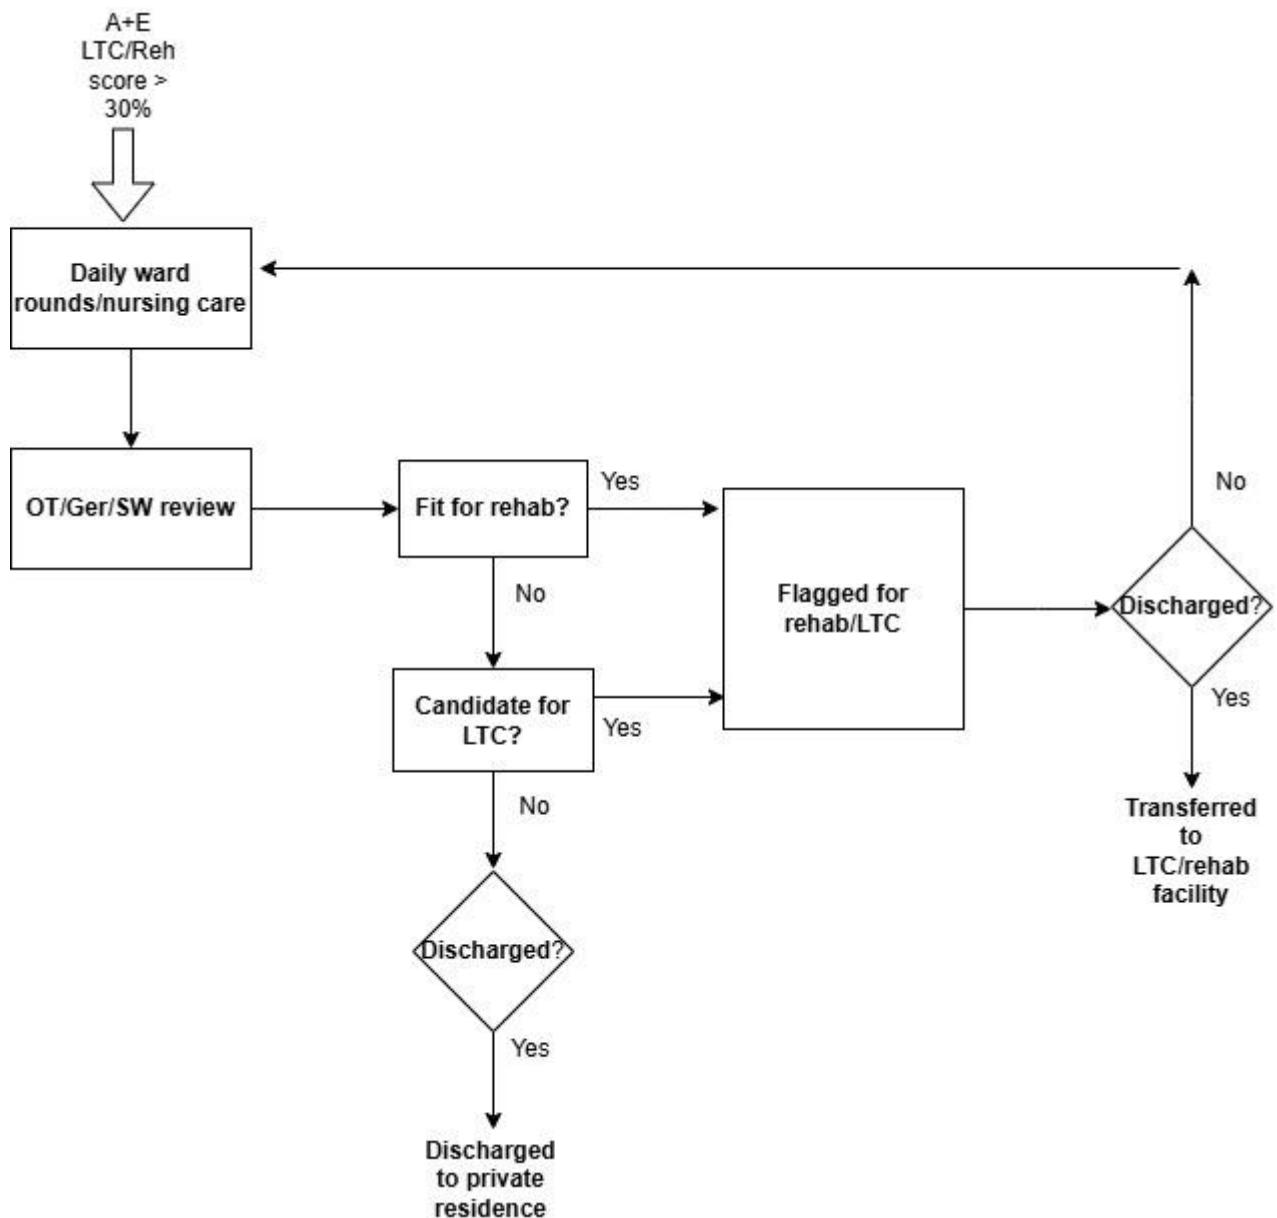 A+E
LTC/Reh
score >
30%
Daily ward
rounds/nursing care
OT/Ger/SW review
Fit for rehab?
Yes
No
Candidate for
LTC?
Yes
No
Flagged for
rehab/LTC
Discharged?
No
Yes
Transferred
to
LTC/rehab
facility
Discharged?
Yes
Discharged
to private
residence